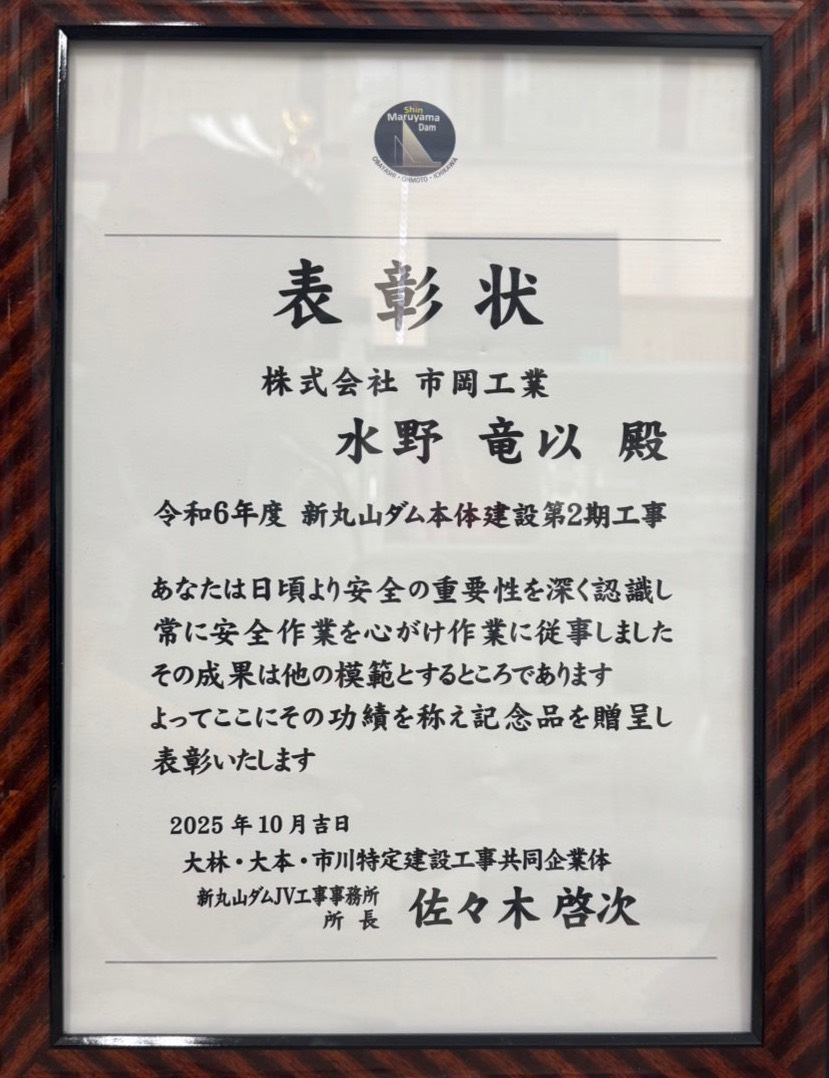 Shin
Maruyama
Dam
OBAYASHI・OHMOTO・ICHIKAWA
表彰状
株式会社 市岡工業
水野 竜以 殿
令和6年度 新丸山ダム本体建設第2期工事
あなたは日頃より安全の重要性を深く認識し
常に安全作業を心がけ作業に従事しました
その成果は他の模範とするところであります
よってここにその功績を称え記念品を贈呈し
表彰いたします
2025 年 10 月吉日
大林・大本・市川特定建設工事共同企業体
新丸山ダムJV工事事務所
所 長 佐々木 啓次